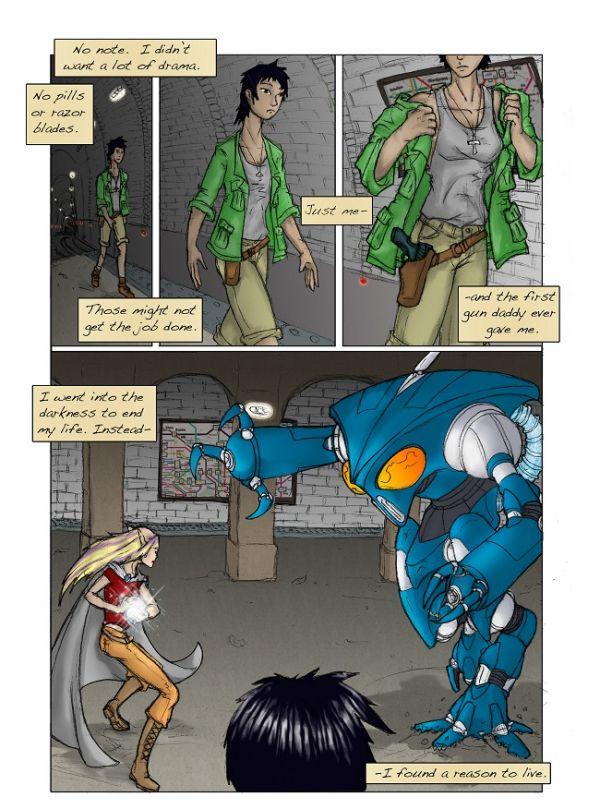 No note. I didn't
want a lot of drama.
No pills
or razor
blades.
Those might not
get the job done.
Just me-
-and the first
gun daddy ever
gave me.
I went into the
darkness to end
my life. Instead-
-I found a reason to live.